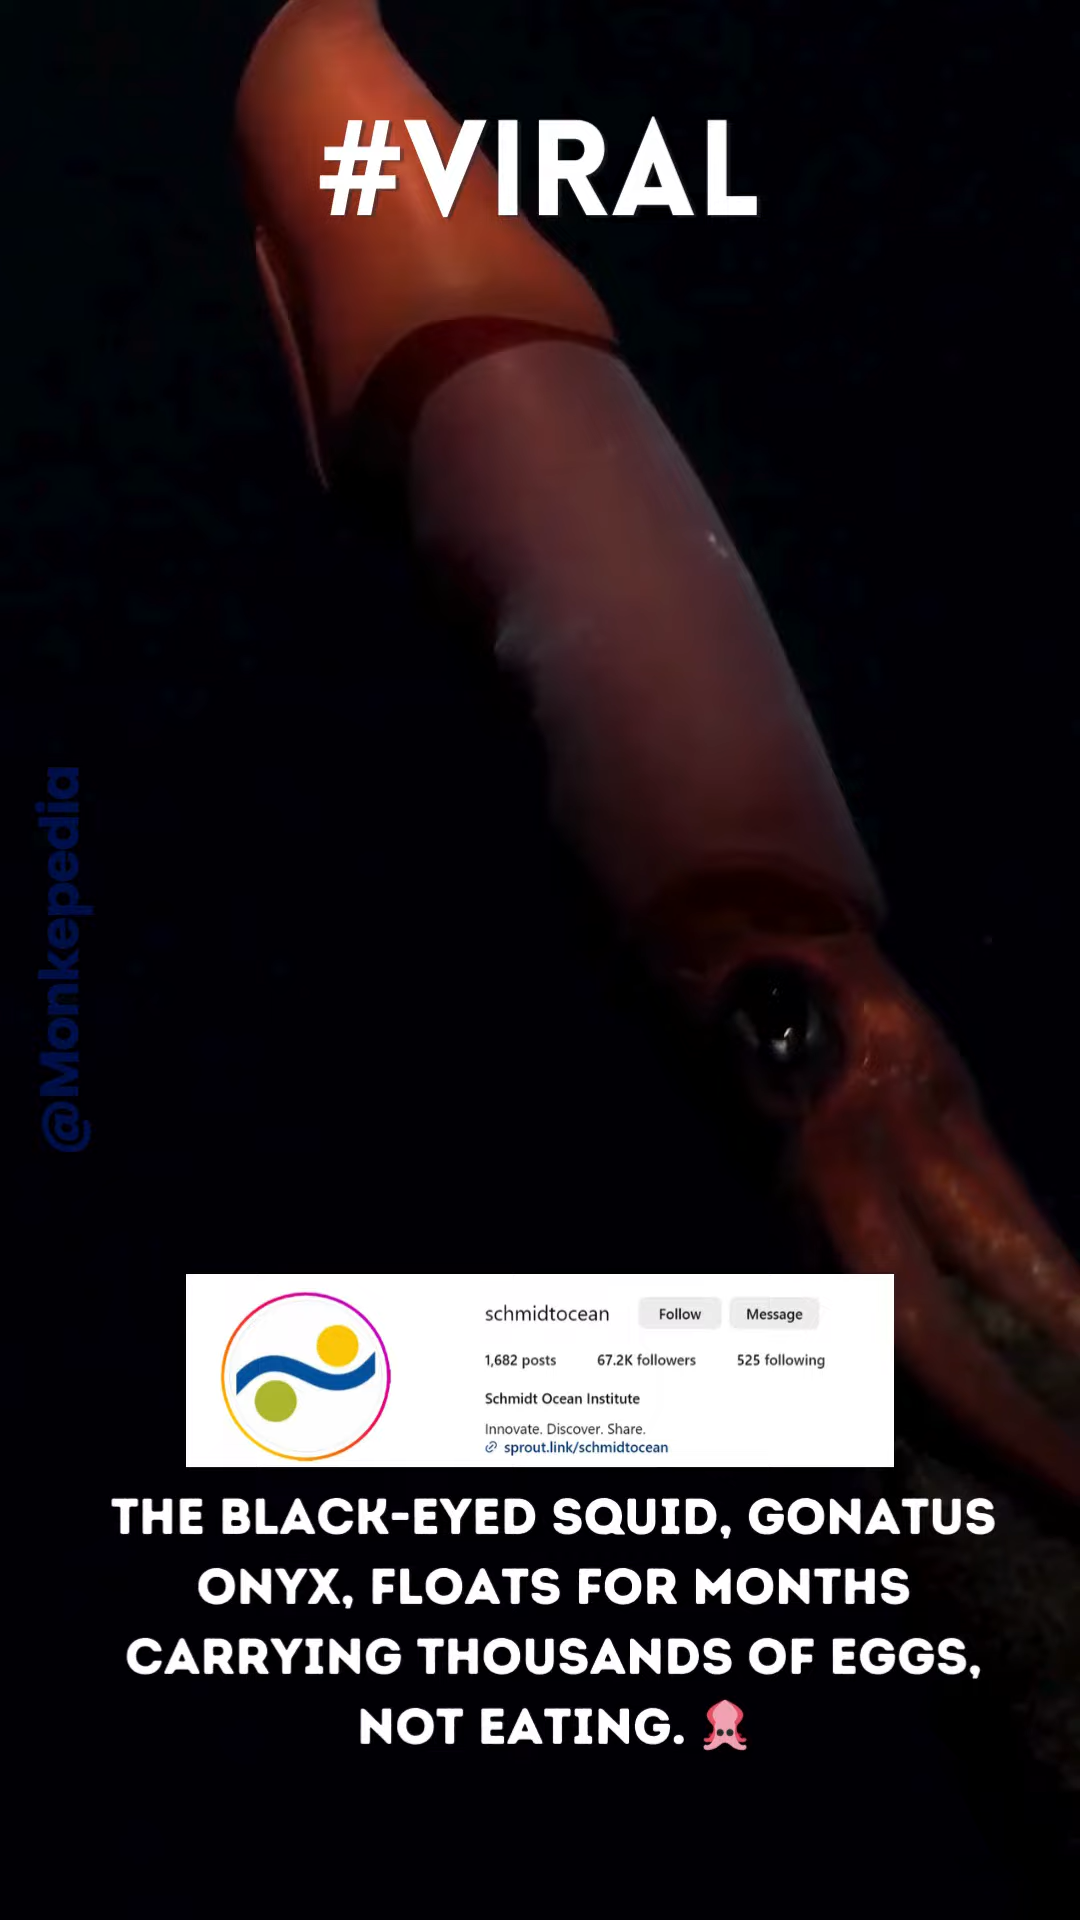 #VIRAL
@Monkepedia
schmidtocean Follow Message
1,682 posts 67.2K followers 525 following
Schmidt Ocean Institute
Innovate. Discover. Share.
sprout.link/schmidtocean
THE BLACK-EYED SQUID, GONATUS
ONYX, FLOATS FOR MONTHS
CARRYING THOUSANDS OF EGGS,
NOT EATING. 🦑